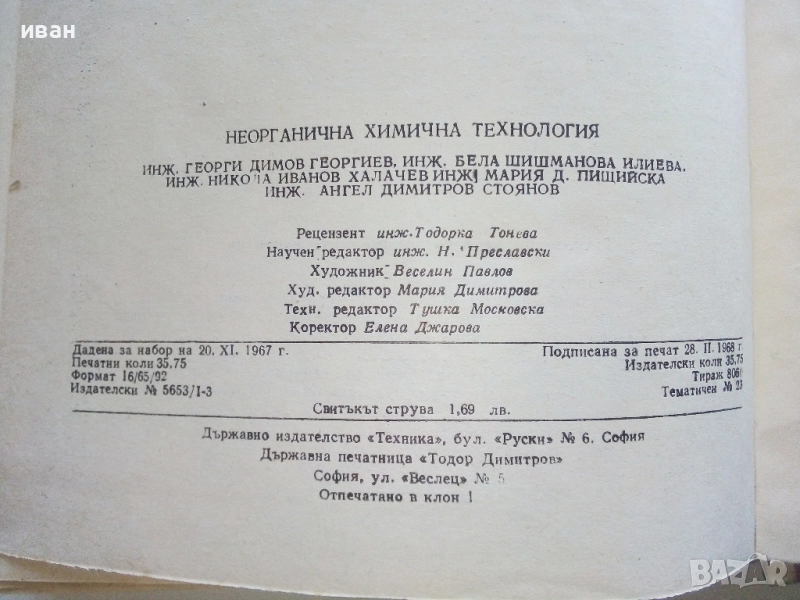 иван
НЕОРГАНИЧНА ХИМИЧНА ТЕХНОЛОГИЯ
ИНЖ. ГЕОРГИ ДИМОВ ГЕОРГИЕВ, ИНЖ. БЕЛА ШИШМАНОВА ИЛИЕВА,
ИНЖ. НИКОЛА ИВАНОВ ХАЛАЧЕВ ИНЖ. МАРИЯ Д. ПИЩИЙСКА
ИНЖ. АНГЕЛ ДИМИТРОВ СТОЯНОВ
Рецензент инж. Тодорка Тонева
Научен редактор инж. Н. Преславски
Художник Веселин Павлов
Худ. редактор Мария Димитрова
Техн. редактор Тушка Московска
Коректор Елена Джарова
Дадена за набор на 20. XI. 1967 г. Подписана за печат 28. II. 1968 г
Печатни коли 35,75 Издателски коли 35,75
Формат 16/65/92 Тираж
Издателски № 5653/I-3 Тематичен № 23
Свитъкът струва 1,69 лв.
Държавно издателство «Техника», бул. «Руски» № 6. София
Държавна печатница «Тодор Димитров»
София, ул. «Веслец» № 5
Отпечатано в клон !
BAZAR